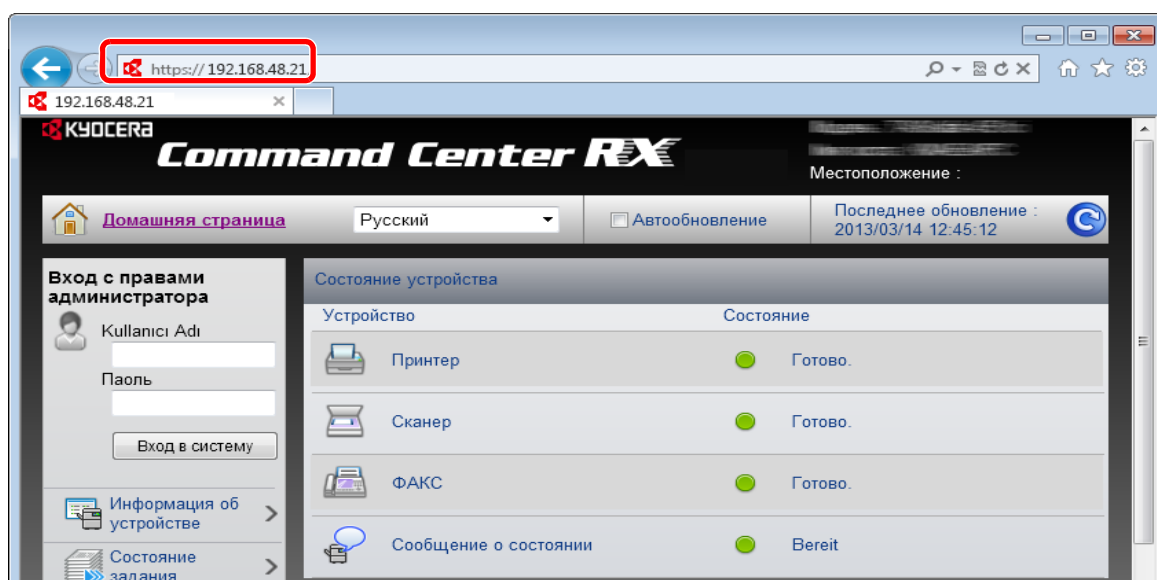 https://192.168.48.21
192.168.48.21
KYOCERA
Command Center RX
Местоположение :
Домашняя страница
Русский
Автообновление
Последнее обновление :
2013/03/14 12:45:12
Вход с правами
администратора
Kullanıcı Adı
Паоль
Вход в систему
Информация об
устройстве
Состояние
задания
Состояние устройства
Устройство Состояние
Принтер Готово.
Сканер Готово.
ФАКС Готово.
Сообщение о состоянии Bereit